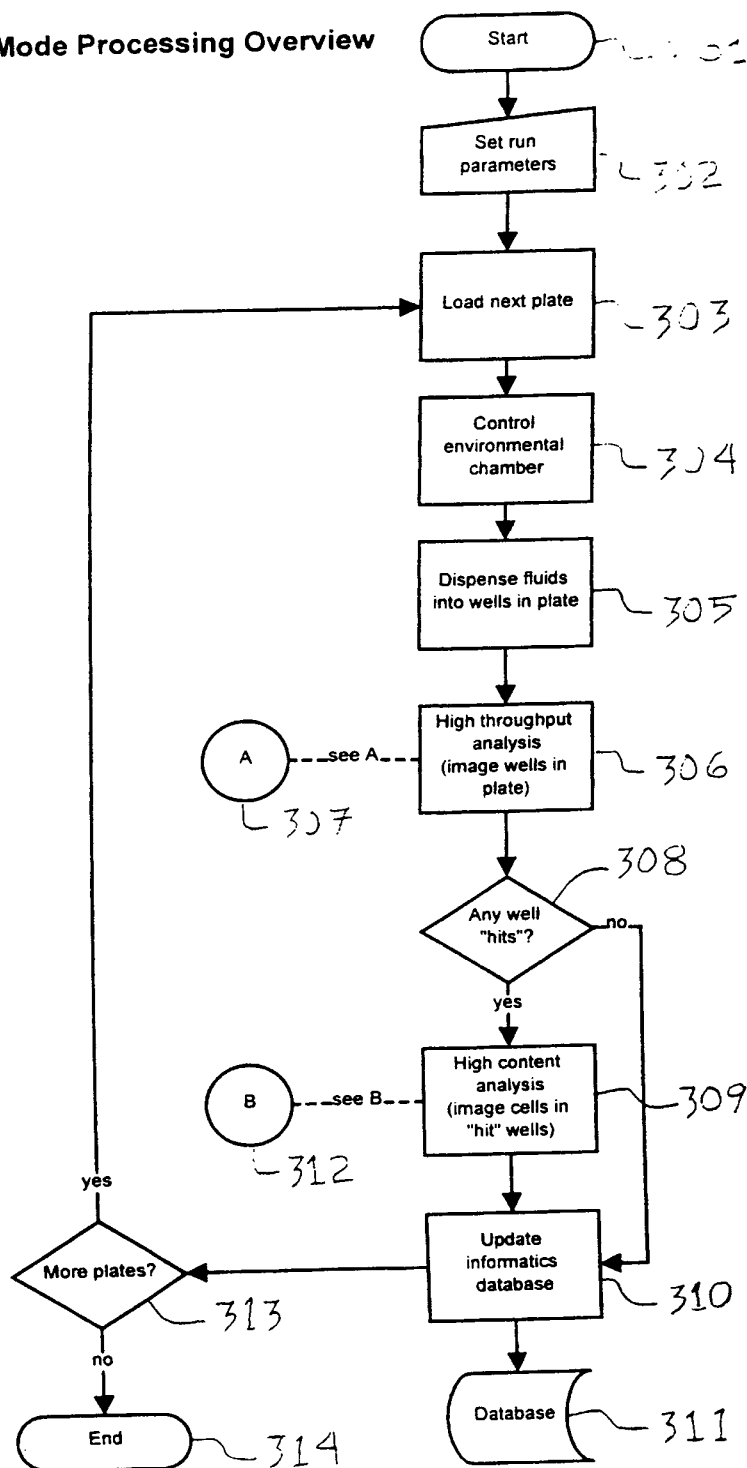 Mode Processing Overview
Start
Set run
parameters
302
Load next plate
303
Control
environmental
chamber
304
Dispense fluids
into wells in plate
305
High throughput
analysis
(image wells in
plate)
306
A
see A
307
308
Any well
"hits"?
no
yes
High content
analysis
(image cells in
"hit" wells)
309
B
see B
312
yes
Update
informatics
database
310
More plates?
313
no
Database
311
End
314